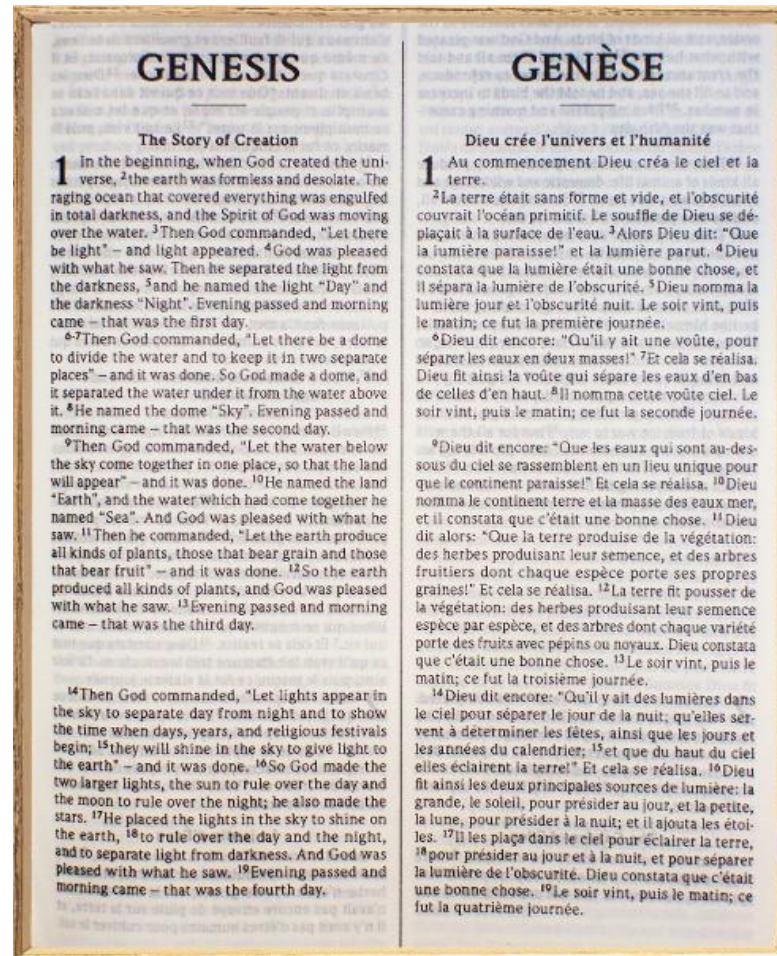 GENESIS
The Story of Creation
1 In the beginning, when God created the uni-
verse, 2the earth was formless and desolate. The
raging ocean that covered everything was engulfed
in total darkness, and the Spirit of God was moving
over the water. 3Then God commanded, “Let there
be light” – and light appeared. 4God was pleased
with what he saw. Then he separated the light from
the darkness, 5and he named the light “Day” and
the darkness “Night”. Evening passed and morning
came – that was the first day.
6-7Then God commanded, “Let there be a dome
to divide the water and to keep it in two separate
places” – and it was done. So God made a dome, and
it separated the water under it from the water above
it. 8He named the dome “Sky”. Evening passed and
morning came – that was the second day.
9Then God commanded, “Let the water below
the sky come together in one place, so that the land
will appear” – and it was done. 10He named the land
“Earth”, and the water which had come together he
named “Sea”. And God was pleased with what he
saw. 11Then he commanded, “Let the earth produce
all kinds of plants, those that bear grain and those
that bear fruit” – and it was done. 12So the earth
produced all kinds of plants, and God was pleased
with what he saw. 13Evening passed and morning
came – that was the third day.
14Then God commanded, “Let lights appear in
the sky to separate day from night and to show
the time when days, years, and religious festivals
begin; 15they will shine in the sky to give light to
the earth” – and it was done. 16So God made the
two larger lights, the sun to rule over the day and
the moon to rule over the night; he also made the
stars. 17He placed the lights in the sky to shine on
the earth, 18to rule over the day and the night,
and to separate light from darkness. And God was
pleased with what he saw. 19Evening passed and
morning came – that was the fourth day.
GENÈSE
Dieu crée l'univers et l'humanité
1 Au commencement Dieu créa le ciel et la
terre.
2La terre était sans forme et vide, et l'obscurité
couvrait l'océan primitif. Le souffle de Dieu se dé-
plaçait à la surface de l'eau. 3Alors Dieu dit: “Que
la lumière paraisse!” et la lumière parut. 4Dieu
constata que la lumière était une bonne chose, et
il sépara la lumière de l'obscurité. 5Dieu nomma la
lumière jour et l'obscurité nuit. Le soir vint, puis
le matin; ce fut la première journée.
6Dieu dit encore: “Qu'il y ait une voûte, pour
séparer les eaux en deux masses!” 7Et cela se réalisa.
Dieu fit ainsi la voûte qui sépare les eaux d'en bas
de celles d'en haut. 8Il nomma cette voûte ciel. Le
soir vint, puis le matin; ce fut la seconde journée.
9Dieu dit encore: “Que les eaux qui sont au-des-
sous du ciel se rassemblent en un lieu unique pour
que le continent paraisse!” Et cela se réalisa. 10Dieu
nomma le continent terre et la masse des eaux mer,
et il constata que c'était une bonne chose. 11Dieu
dit alors: “Que la terre produise de la végétation:
des herbes produisant leur semence, et des arbres
fruitiers dont chaque espèce porte ses propres
graines!” Et cela se réalisa. 12La terre fit pousser de
la végétation: des herbes produisant leur semence
espèce par espèce, et des arbres dont chaque variété
porte des fruits avec pépins ou noyaux. Dieu constata
que c'était une bonne chose. 13Le soir vint, puis le
matin; ce fut la troisième journée.
14Dieu dit encore: “Qu'il y ait des lumières dans
le ciel pour séparer le jour de la nuit; qu'elles ser-
vent à déterminer les fêtes, ainsi que les jours et
les années du calendrier; 15et que du haut du ciel
elles éclairent la terre!” Et cela se réalisa. 16Dieu
fit ainsi les deux principales sources de lumière: la
grande, le soleil, pour présider au jour, et la petite,
la lune, pour présider à la nuit; et il ajouta les étoi-
les. 17Il les plaça dans le ciel pour éclairer la terre,
18pour présider au jour et à la nuit, et pour séparer
la lumière de l'obscurité. Dieu constata que c'était
une bonne chose. 19Le soir vint, puis le matin; ce
fut la quatrième journée.